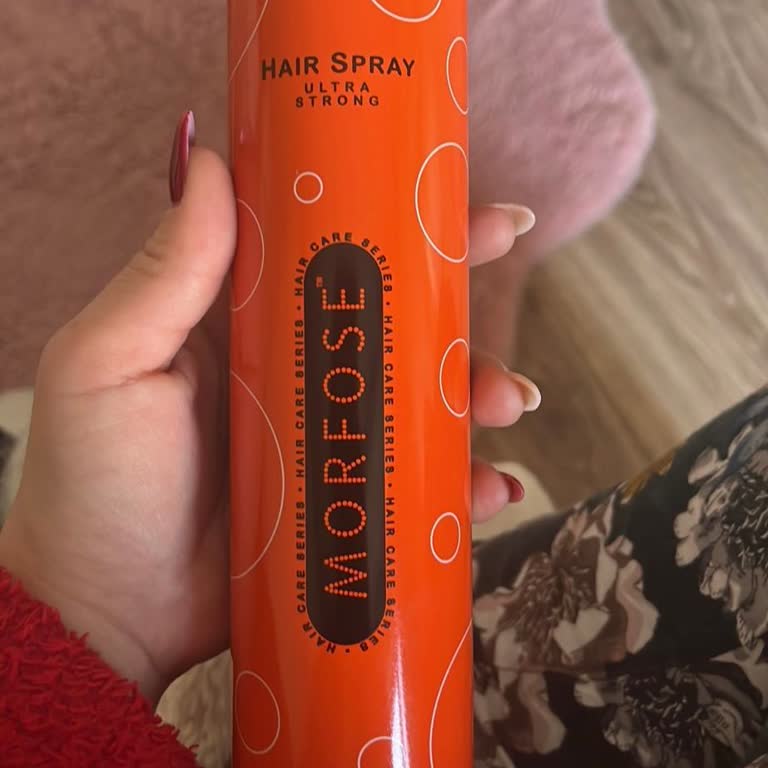 HAIR SPRAY
ULTRA
STRONG
MORFOSE™
HAIR CARE SERIES • HAIR CARE SERIES • HAIR CARE SERIES • HAIR CARE SERIES • HAIR CARE SERIES • HAIR CARE SERIES •